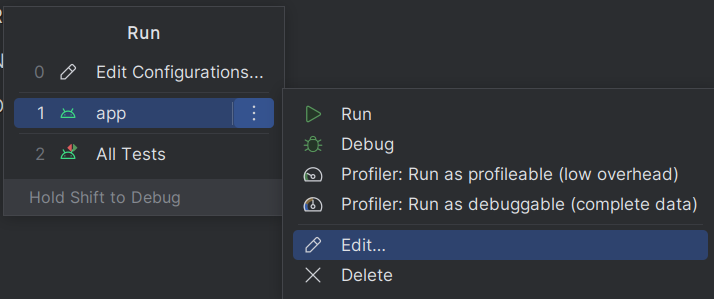 Run
0 Edit Configurations...
1 app
2 All Tests
Hold Shift to Debug
Run
Debug
Profiler: Run as profileable (low overhead)
Profiler: Run as debuggable (complete data)
Edit...
Delete